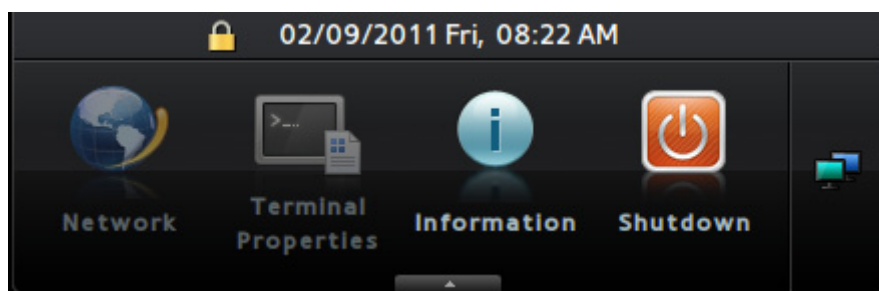 02/09/2011 Fri, 08:22 AM
>_..
i
Network
Terminal
Properties
Information
Shutdown